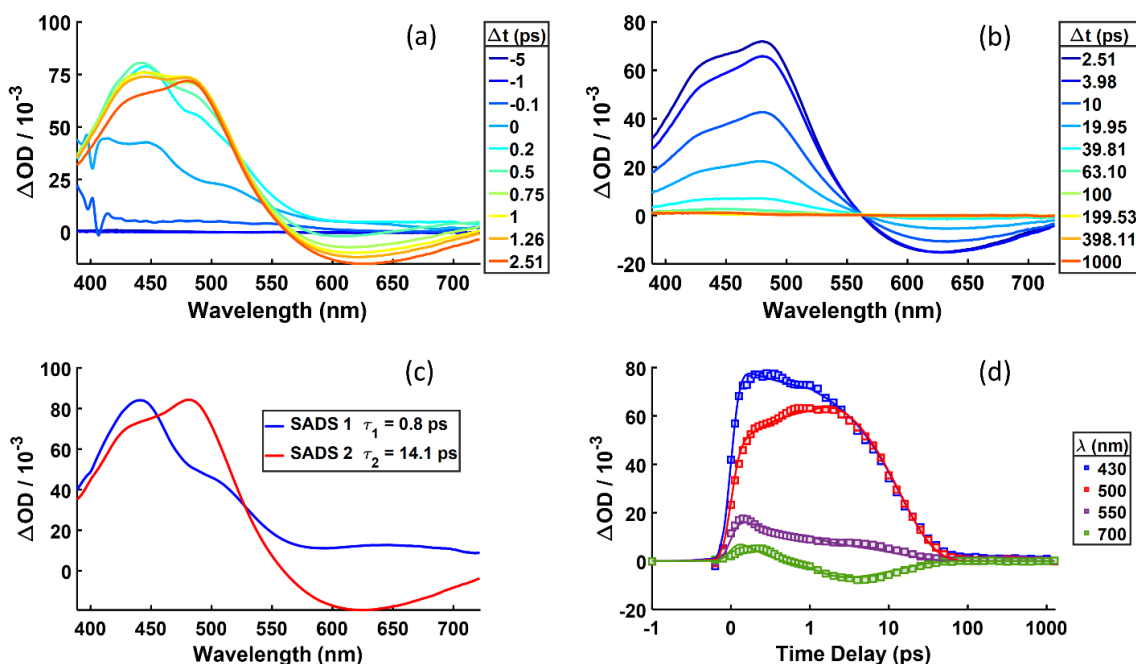 (a)
ΔOD / 10⁻³
100
75
50
25
0
400 450 500 550 600 650 700
Wavelength (nm)
Δt (ps)
-5
-1
-0.1
0
0.2
0.5
0.75
1
1.26
2.51
(b)
ΔOD / 10⁻³
80
60
40
20
0
-20
400 450 500 550 600 650 700
Wavelength (nm)
Δt (ps)
2.51
3.98
10
19.95
39.81
63.10
100
199.53
398.11
1000
(c)
ΔOD / 10⁻³
100
80
60
40
20
0
400 450 500 550 600 650 700
Wavelength (nm)
SADS 1 τ₁ = 0.8 ps
SADS 2 τ₂ = 14.1 ps
(d)
ΔOD / 10⁻³
80
60
40
20
0
-20
-1 0 1 10 100 1000
Time Delay (ps)
λ (nm)
430
500
550
700